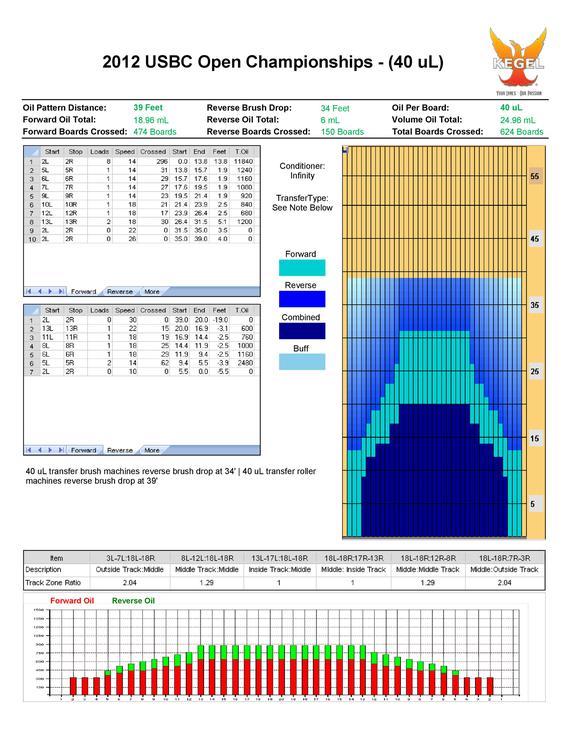 2012 USBC Open Championships - (40 uL)
KEGEL
Oil Pattern Distance: 39 Feet Reverse Brush Drop: 34 Feet Oil Per Board: 40 uL
Forward Oil Total: 18.96 mL Reverse Oil Total: 6 mL Volume Oil Total: 24.96 mL
Forward Boards Crossed: 474 Boards Reverse Boards Crossed: 150 Boards Total Boards Crossed: 624 Boards
Start Stop Loads Speed Crossed Start End Feet T.Oil
1 2L 2R 8 14 296 0.0 13.8 13.8 11840
2 5L 5R 1 14 31 13.8 15.7 1.9 1240
3 6L 6R 1 14 29 15.7 17.6 1.9 1160
4 7L 7R 1 14 27 17.6 19.5 1.9 1080
5 9L 9R 1 14 23 19.5 21.4 1.9 920
6 10L 10R 1 18 21 21.4 23.9 2.5 840
7 12L 12R 1 18 17 23.9 26.4 2.5 680
8 13L 13R 2 18 30 26.4 31.5 5.1 1200
9 2L 2R 0 22 0 31.5 35.0 3.5 0
10 2L 2R 0 26 0 35.0 39.0 4.0 0
Forward Reverse More
Start Stop Loads Speed Crossed Start End Feet T.Oil
1 2L 2R 0 30 0 39.0 20.0 -19.0 0
2 13L 13R 1 22 15 20.0 16.9 -3.1 600
3 11L 11R 1 18 19 16.9 14.4 -2.5 760
4 8L 8R 1 18 25 14.4 11.9 -2.5 1000
5 6L 6R 1 18 29 11.9 9.4 -2.5 1160
6 5L 5R 2 14 62 9.4 5.5 -3.9 2480
7 2L 2R 0 10 0 5.5 0.0 -5.5 0
Forward Reverse More
Conditioner:
Infinity
TransferType:
See Note Below
Forward
Reverse
Combined
Buff
55
45
35
25
15
5
40 uL transfer brush machines reverse brush drop at 34' | 40 uL transfer roller
machines reverse brush drop at 39'
Item 3L-7L:18L-18R 8L-12L:18L-18R 13L-17L:18L-18R 18L-18R:17R-13R 18L-18R:12R-8R 18L-18R:7R-3R
Description Outside Track:Middle Middle Track:Middle Inside Track:Middle Middle: Inside Track Middle:Middle Track Middle:Outside Track
Track Zone Ratio 2.04 1.29 1 1 1.29 2.04
Forward Oil Reverse Oil